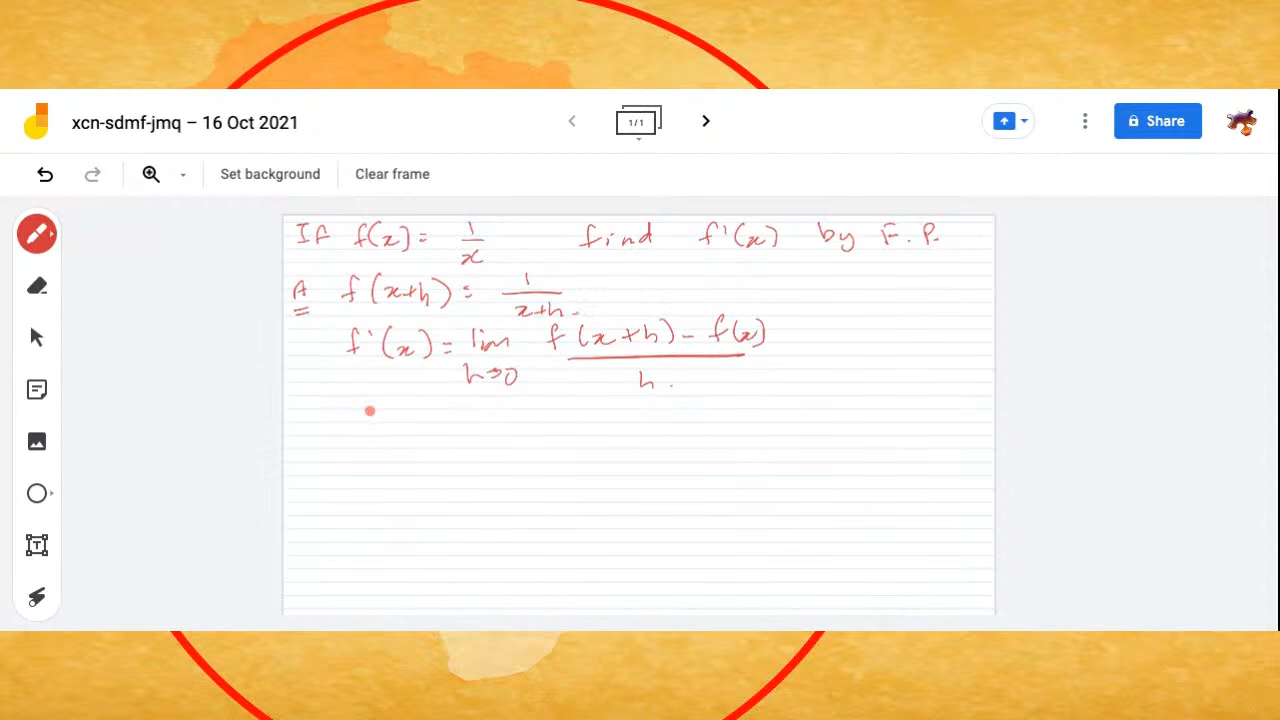 xcn-sdmf-jmq – 16 Oct 2021
1/1
Share
Set background
Clear frame
If f(x) = 1/x find f'(x) by F.P.
A f(x+h) = 1/x+h.
f'(x) = lim h→0 f(x+h) - f(x)/h.